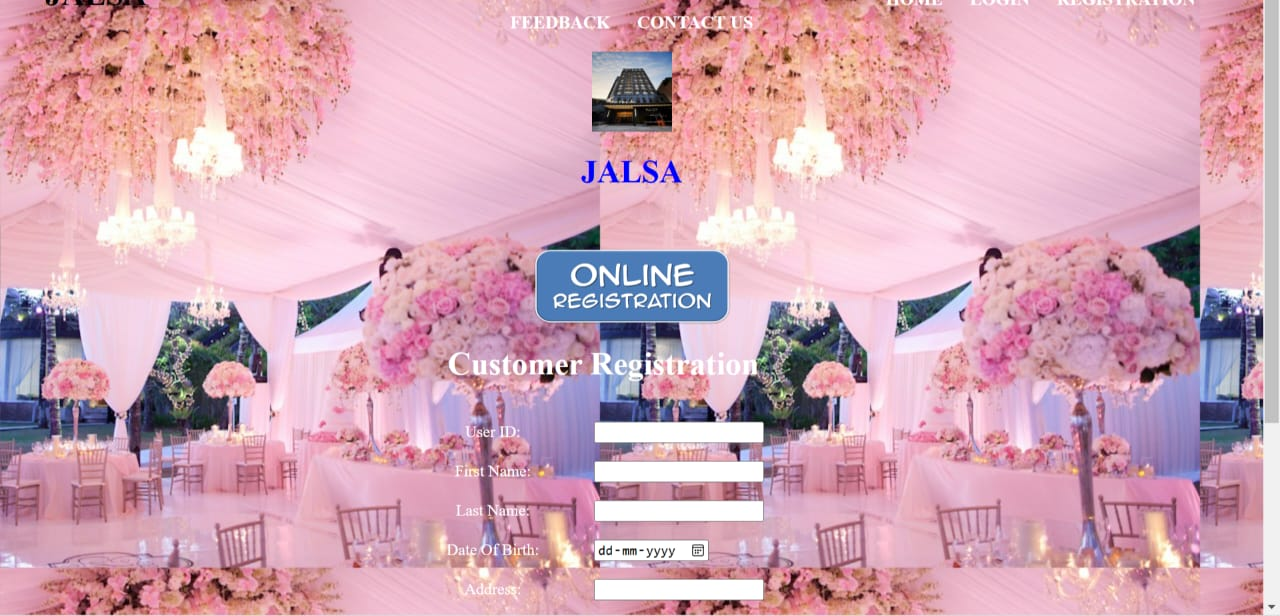 JALSA
HOME LOGIN REGISTRATION
FEEDBACK CONTACT US
JALSA
ONLINE
REGISTRATION
Customer Registration
User ID:
First Name:
Last Name:
Date Of Birth: dd-mm-yyyy
Address: